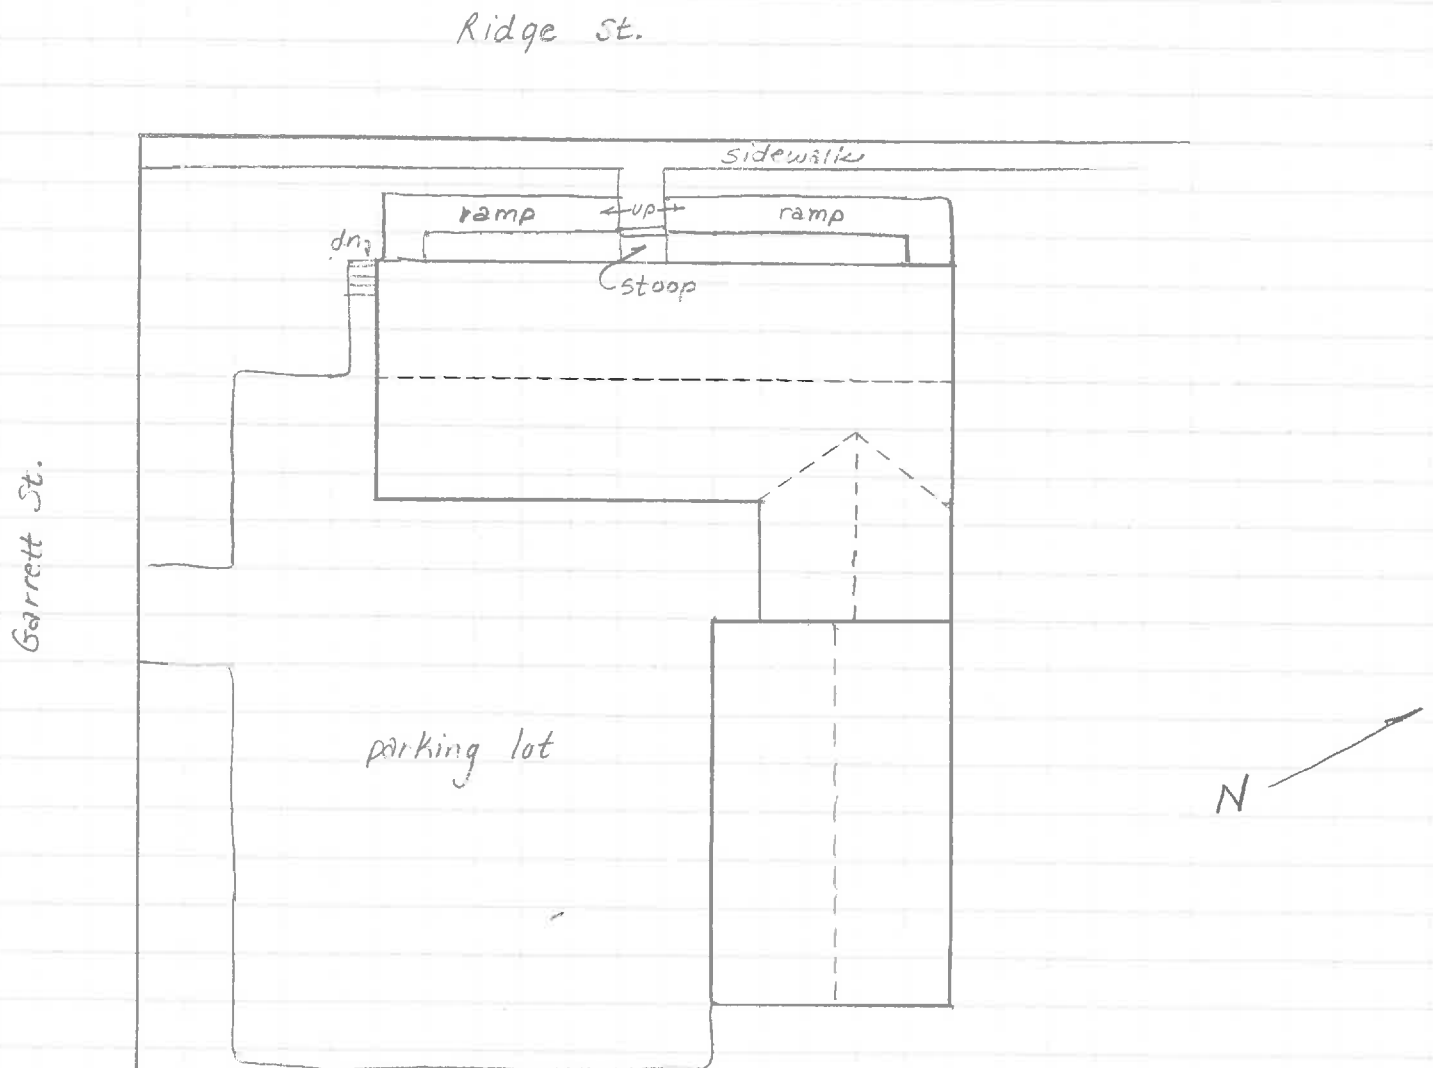 Ridge St.
sidewalk
ramp
up
ramp
dn
stoop
Garrett St.
parking lot
N